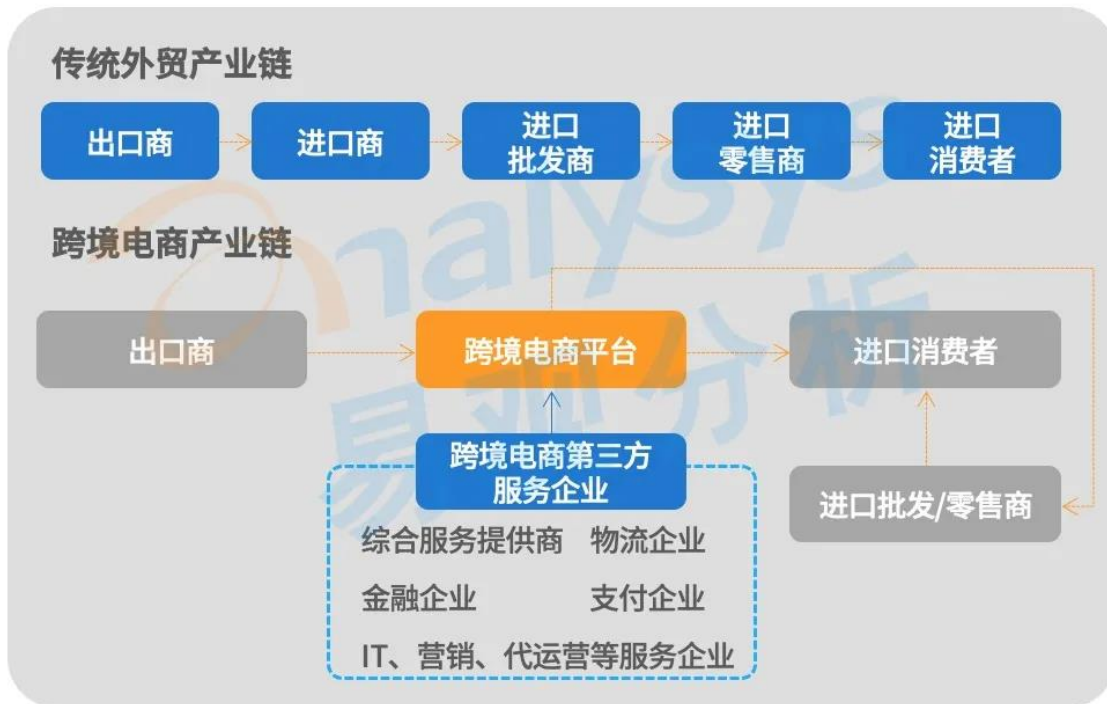 传统外贸产业链
出口商
进口商
进口
批发商
进口
零售商
进口
消费者
跨境电商产业链
出口商
跨境电商平台
进口消费者
跨境电商第三方
服务企业
进口批发/零售商
综合服务提供商 物流企业
金融企业 支付企业
IT、营销、代运营等服务企业
analysys
易观分析